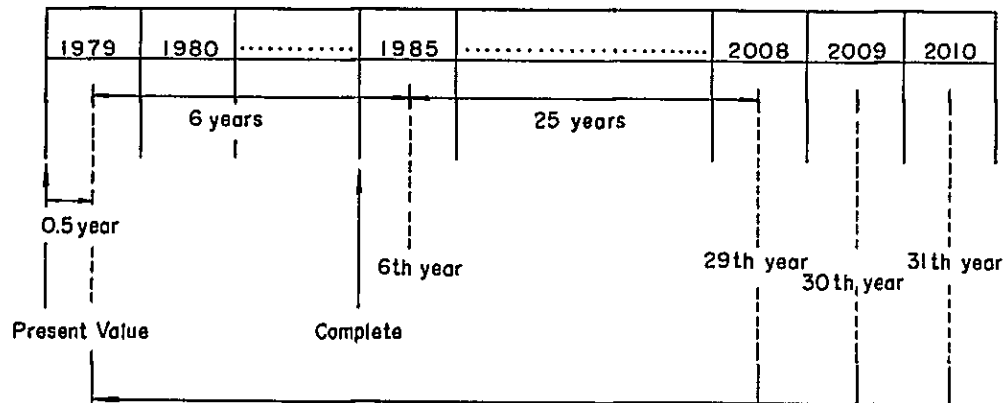 1979 1980 .......... 1985 .......................... 2008 2009 2010
6 years 25 years
0.5 year
6th year 29th year 31th year
30th year
Present Value Complete